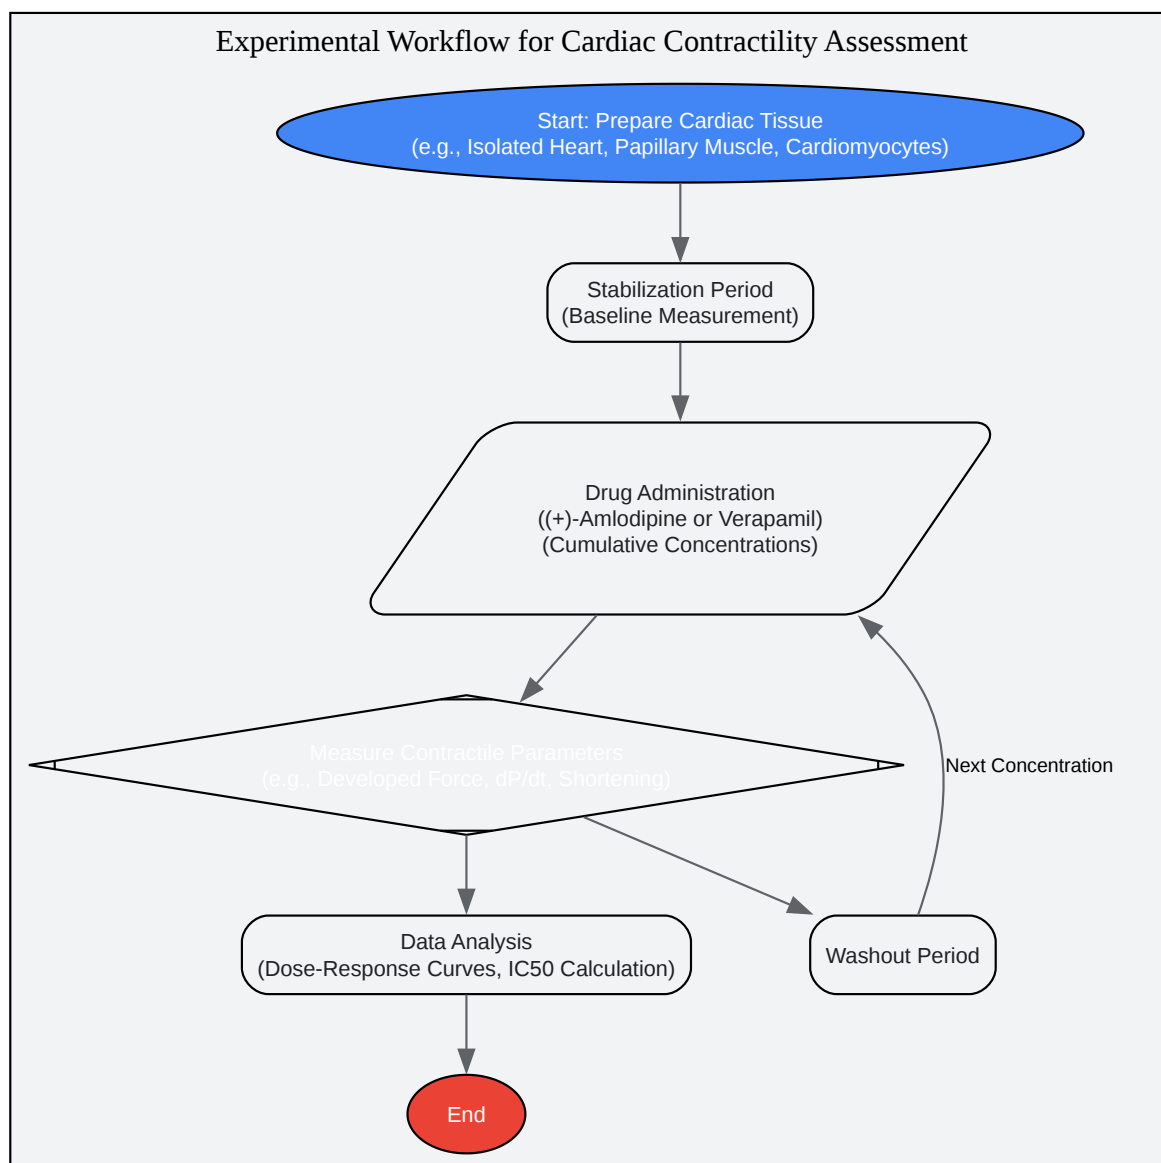 Experimental Workflow for Cardiac Contractility Assessment
Start: Prepare Cardiac Tissue
(e.g., Isolated Heart, Papillary Muscle, Cardiomyocytes)
Stabilization Period
(Baseline Measurement)
Drug Administration
((+)-Amlodipine or Verapamil)
(Cumulative Concentrations)
Measure Contractile Parameters
(e.g., Developed Force, dP/dt, Shortening)
Next Concentration
Data Analysis
(Dose-Response Curves, IC50 Calculation)
Washout Period
End